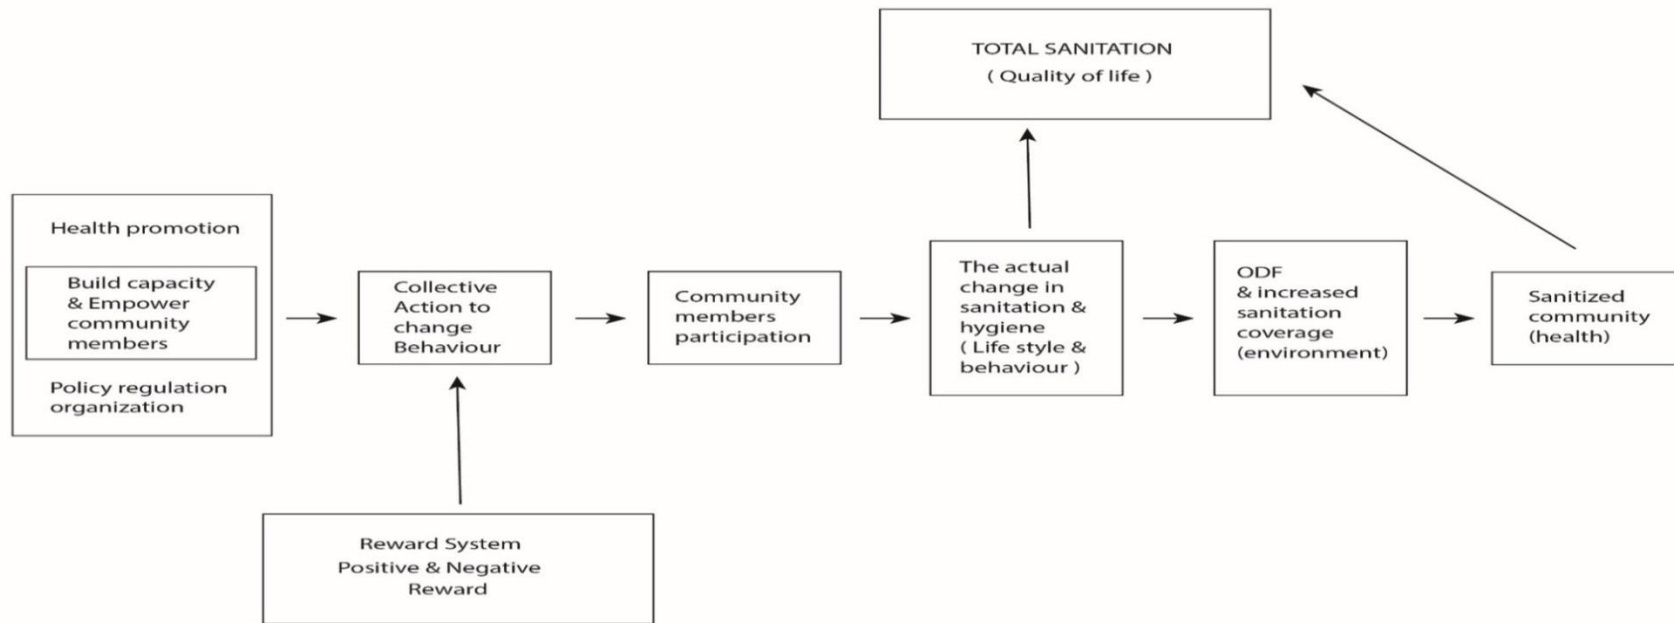 TOTAL SANITATION
( Quality of life )
Health promotion
Build capacity
& Empower
community
members
Policy regulation
organization
Collective
Action to
change
Behaviour
Community
members
participation
The actual
change in
sanitation &
hygiene
( Life style &
behaviour )
ODF
& increased
sanitation
coverage
(environment)
Sanitized
community
(health)
Reward System
Positive & Negative
Reward